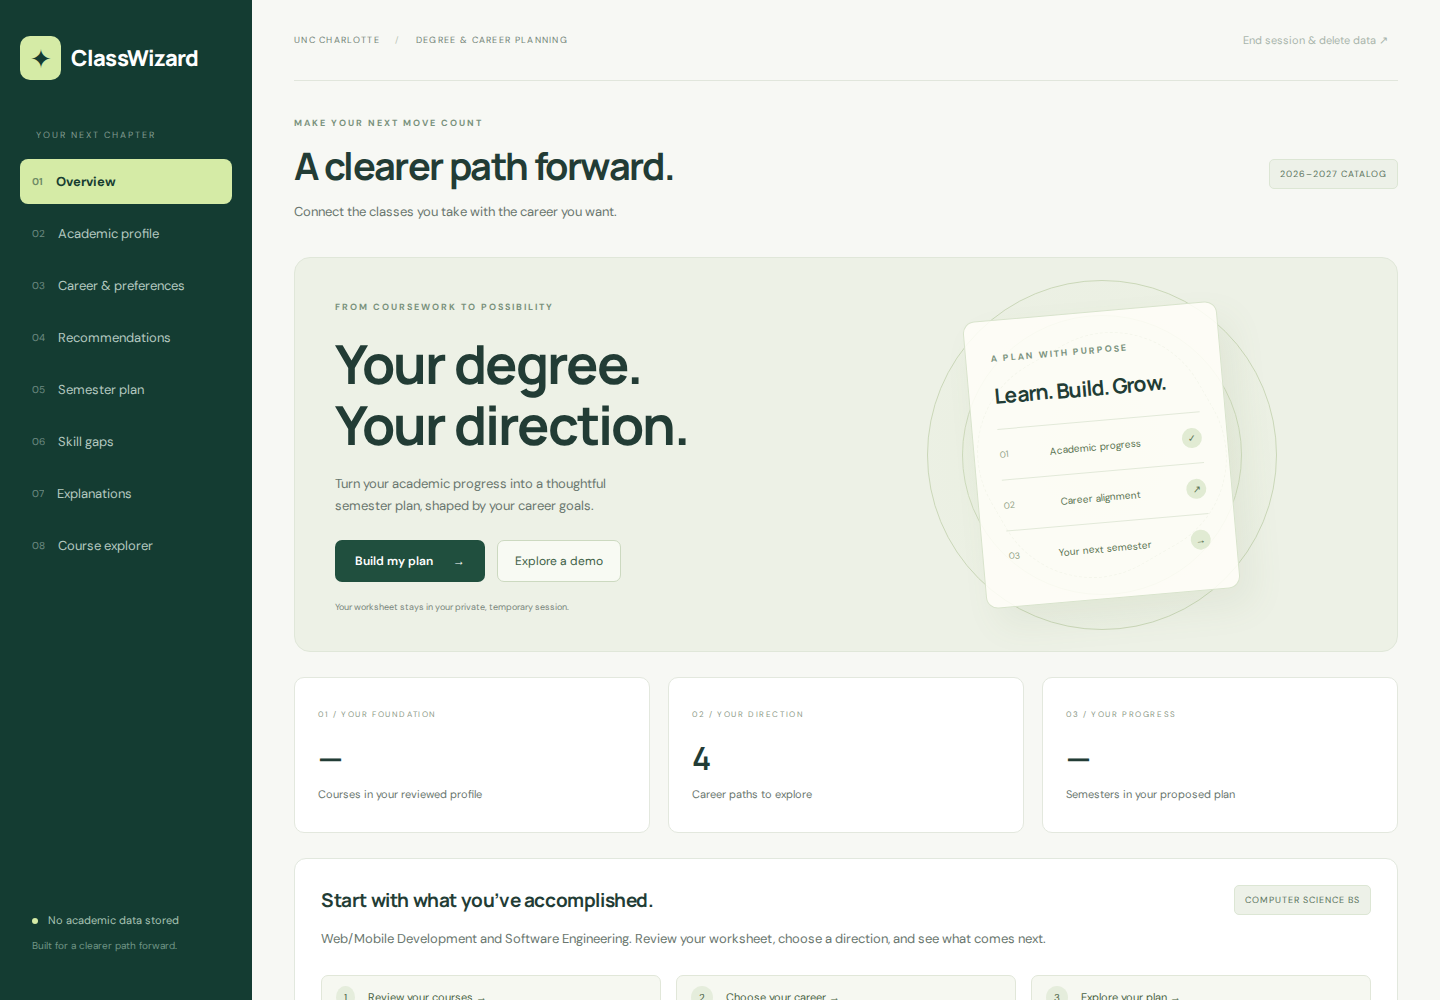 ClassWizard
YOUR NEXT CHAPTER
01 Overview
02 Academic profile
03 Career & preferences
04 Recommendations
05 Semester plan
06 Skill gaps
07 Explanations
08 Course explorer
No academic data stored
Built for a clearer path forward.
UNC CHARLOTTE / DEGREE & CAREER PLANNING
End session & delete data ↗
MAKE YOUR NEXT MOVE COUNT
A clearer path forward.
2026–2027 CATALOG
Connect the classes you take with the career you want.
FROM COURSEWORK TO POSSIBILITY
Your degree.
Your direction.
Turn your academic progress into a thoughtful
semester plan, shaped by your career goals.
Build my plan →
Explore a demo
Your worksheet stays in your private, temporary session.
A PLAN WITH PURPOSE
Learn. Build. Grow.
01 Academic progress ✓
02 Career alignment ↗
03 Your next semester →
01 / YOUR FOUNDATION
—
Courses in your reviewed profile
02 / YOUR DIRECTION
4
Career paths to explore
03 / YOUR PROGRESS
—
Semesters in your proposed plan
Start with what you’ve accomplished.
COMPUTER SCIENCE BS
Web/Mobile Development and Software Engineering. Review your worksheet, choose a direction, and see what comes next.
1 Review your courses →
2 Choose your career →
3 Explore your plan →